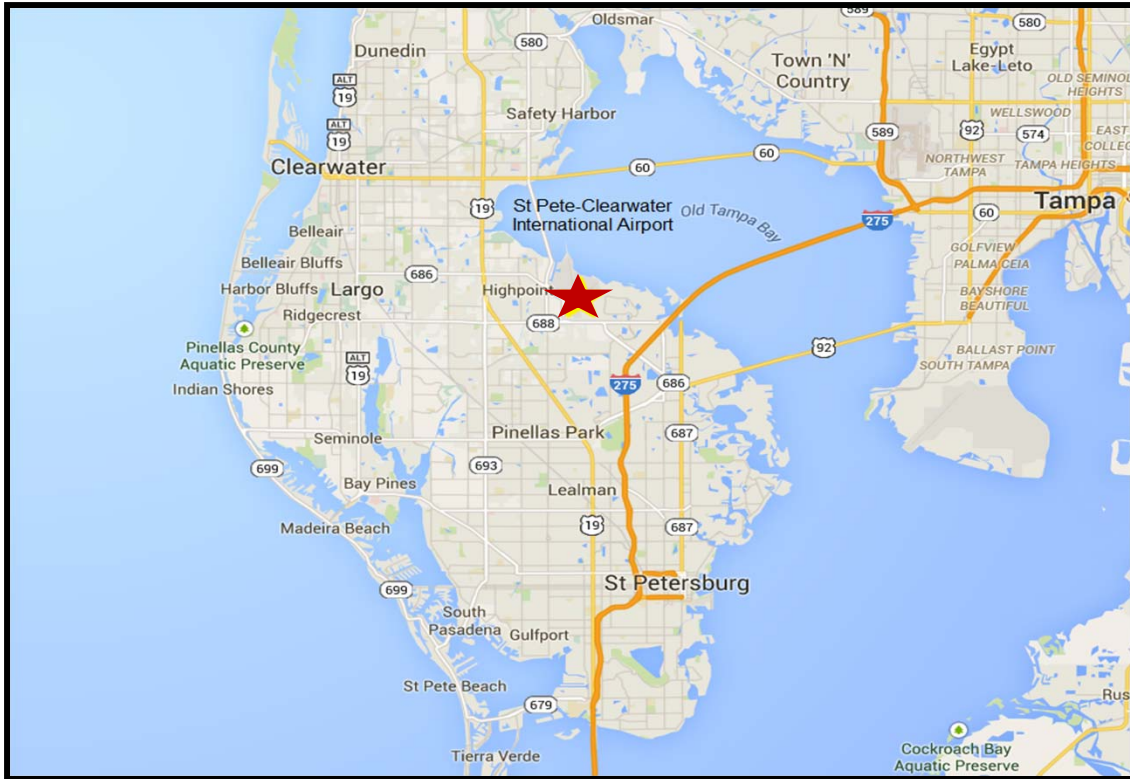 589
Oldsmar
580
580
Dunedin
Town 'N'
Country
Egypt
Lake-Leto
ALT
19
OLD SEMINOL
HEIGHTS
Safety Harbor
WELLSWOOD
ALT
19
589
92
574
EAST
COLLEG
60
60
NORTHWEST
TAMPA
TAMPA HEIGHTS
Clearwater
Tampa
19
St Pete-Clearwater
International Airport
Old Tampa
Bay
275
60
Belleair
GOLFVIEW
PALMA CEIA
Belleair Bluffs
686
Harbor Bluffs
Largo
Highpoint
BAYSHORE
BEAUTIFUL
Ridgecrest
688
Pinellas County
Aquatic Preserve
92
BALLAST POINT
SOUTH TAMPA
ALT
19
Indian Shores
275
686
Seminole
Pinellas Park
687
699
693
Bay Pines
Lealman
Madeira Beach
19
687
St Petersburg
699
South
Pasadena
Gulfport
St Pete Beach
679
Rus
Tierra Verde
Cockroach Bay
Aquatic Preserve